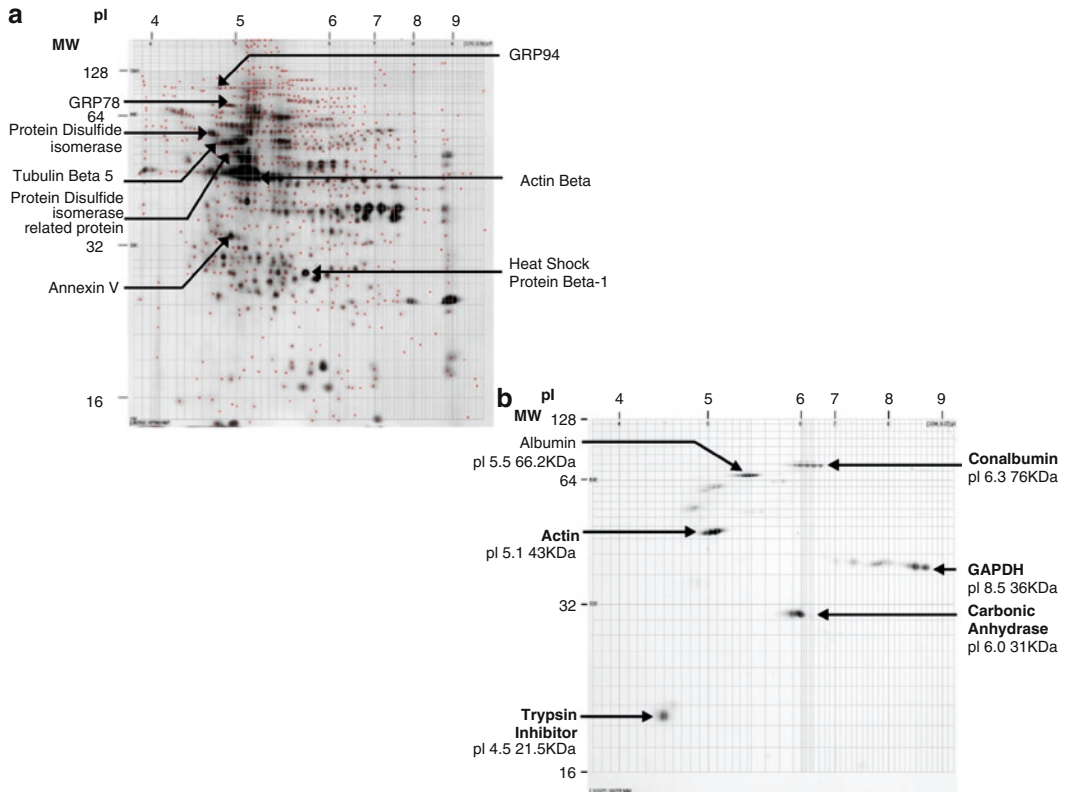 a
pI
4
5
6
7
8
9
MW
128
GRP94
GRP78
64
Protein Disulfide
isomerase
Tubulin Beta 5
Actin Beta
Protein Disulfide
isomerase
related protein
32
Heat Shock
Protein Beta-1
Annexin V
16
b
pI
4
5
6
7
8
9
MW
128
Albumin
pI 5.5 66.2KDa
Conalbumin
pI 6.3 76KDa
64
Actin
pI 5.1 43KDa
GAPDH
pI 8.5 36KDa
32
Carbonic
Anhydrase
pI 6.0 31KDa
Trypsin
Inhibitor
pI 4.5 21.5KDa
16